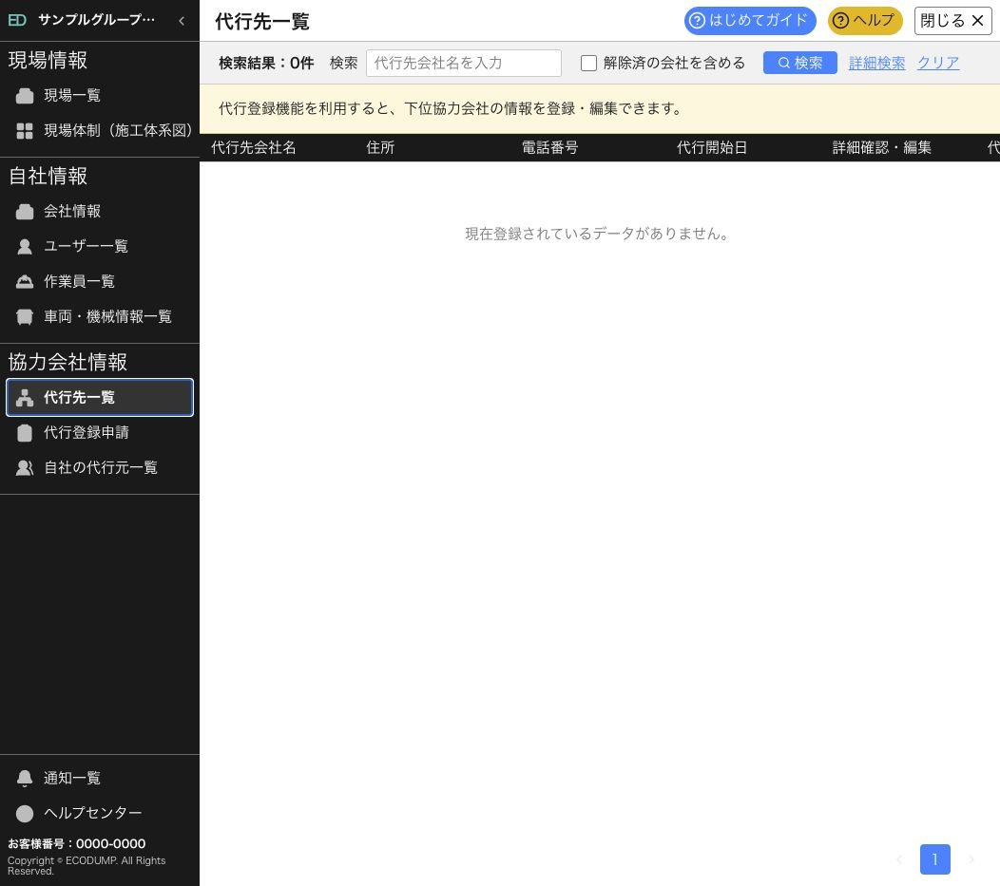 ED サンプルグループ…
現場情報
現場一覧
現場体制（施工体系図）
自社情報
会社情報
ユーザー一覧
作業員一覧
車両・機械情報一覧
協力会社情報
代行先一覧
代行登録申請
自社の代行元一覧
通知一覧
ヘルプセンター
お客様番号：0000-0000
Copyright © ECODUMP. All Rights
Reserved.
代行先一覧 はじめてガイド ヘルプ 閉じる
検索結果：0件 検索 代行先会社名を入力 解除済の会社を含める 検索 詳細検索 クリア
代行登録機能を利用すると、下位協力会社の情報を登録・編集できます。
代行先会社名 住所 電話番号 代行開始日 詳細確認・編集 代
現在登録されているデータがありません。
1